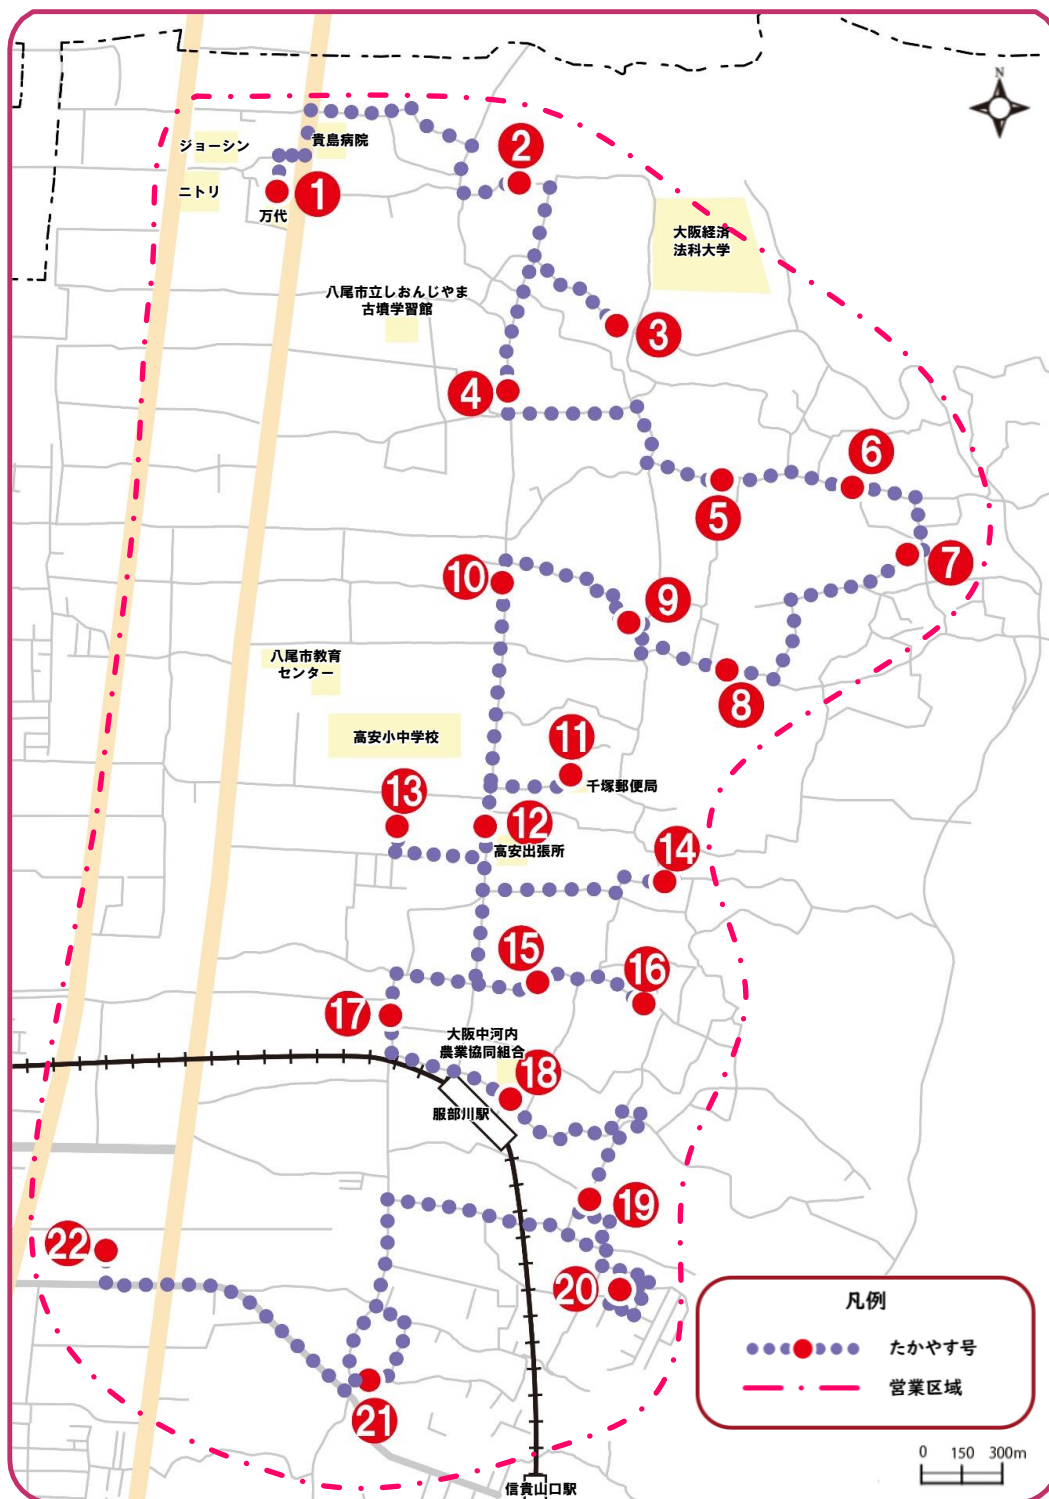 N
ジョーシン
貴島病院
2
ニトリ
1
万代
大阪経済
法科大学
八尾市立しおんじやま
古墳学習館
3
4
6
5
7
10
9
八尾市教育
センター
8
高安小中学校
11
千塚郵便局
13
12
高安出張所
14
15
16
17
大阪中河内
農業協同組合
18
服部川駅
19
22
20
凡例
たかやす号
営業区域
21
0 150 300m
信貴山口駅